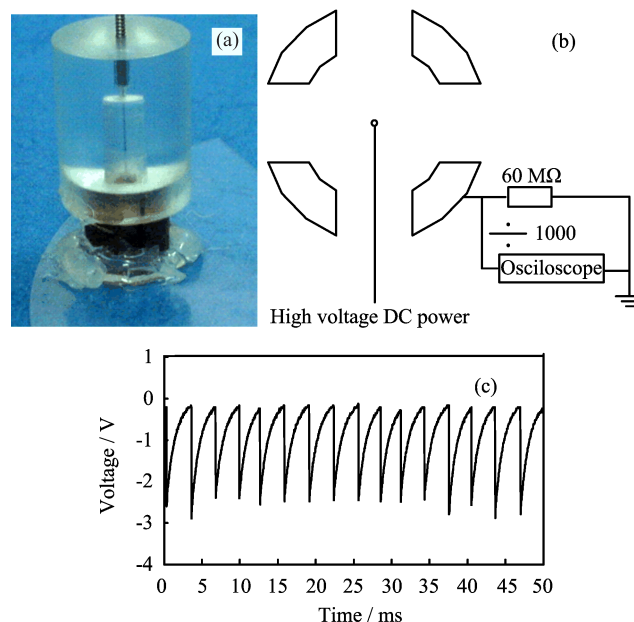 (a)
(b)
60 MΩ
÷ 1000
Osciloscope
High voltage DC power
(c)
Voltage / V
1
0
-1
-2
-3
-4
0 5 10 15 20 25 30 35 40 45 50
Time / ms